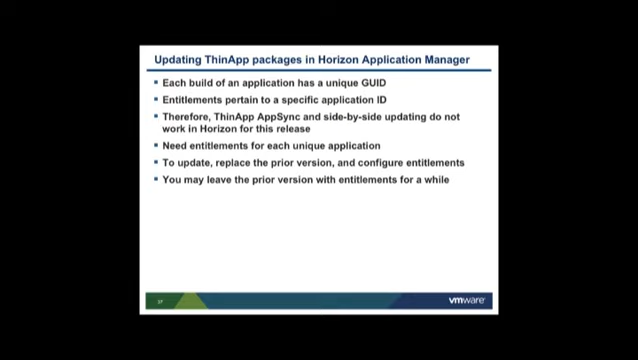 Updating ThinApp packages in Horizon Application Manager
Each build of an application has a unique GUID
Entitlements pertain to a specific application ID
Therefore, ThinApp AppSync and side-by-side updating do not
work in Horizon for this release
Need entitlements for each unique application
To update, replace the prior version, and configure entitlements
You may leave the prior version with entitlements for a while
vmware